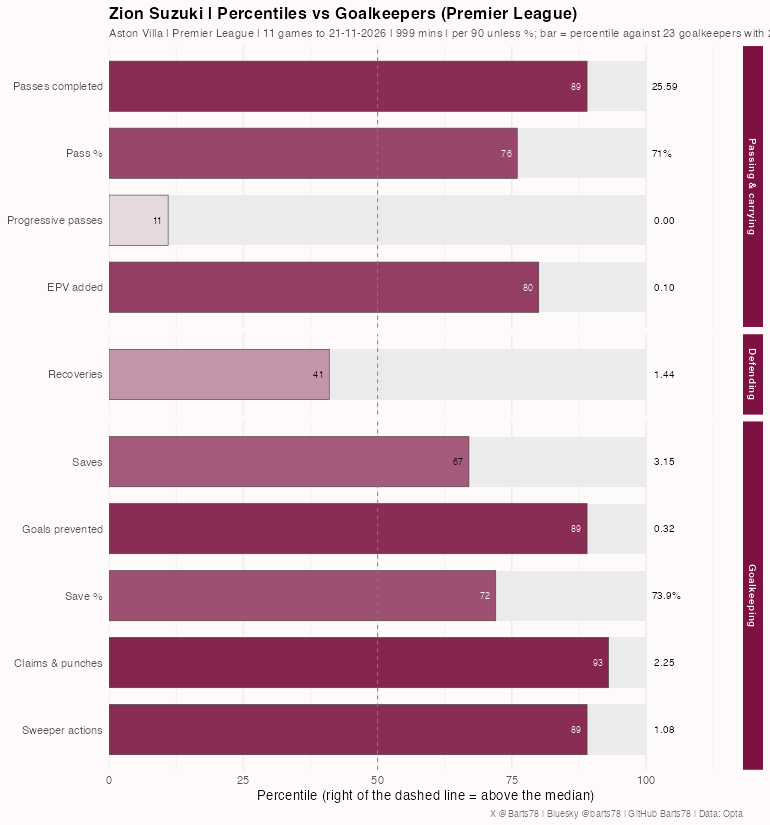 Zion Suzuki | Percentiles vs Goalkeepers (Premier League)
Aston Villa | Premier League | 11 games to 21-11-2026 | 999 mins | per 90 unless %; bar = percentile against 23 goalkeepers with
Passes completed 89 25.59
Pass % 76 71%
Progressive passes 11 0.00
EPV added 80 0.10
Passing & carrying
Recoveries 41 1.44
Defending
Saves 67 3.15
Goals prevented 89 0.32
Save % 72 73.9%
Claims & punches 93 2.25
Sweeper actions 89 1.08
Goalkeeping
0 25 50 75 100
Percentile (right of the dashed line = above the median)
X @Barts78 | Bluesky @barts78 | GitHub Barts78 | Data: Opta